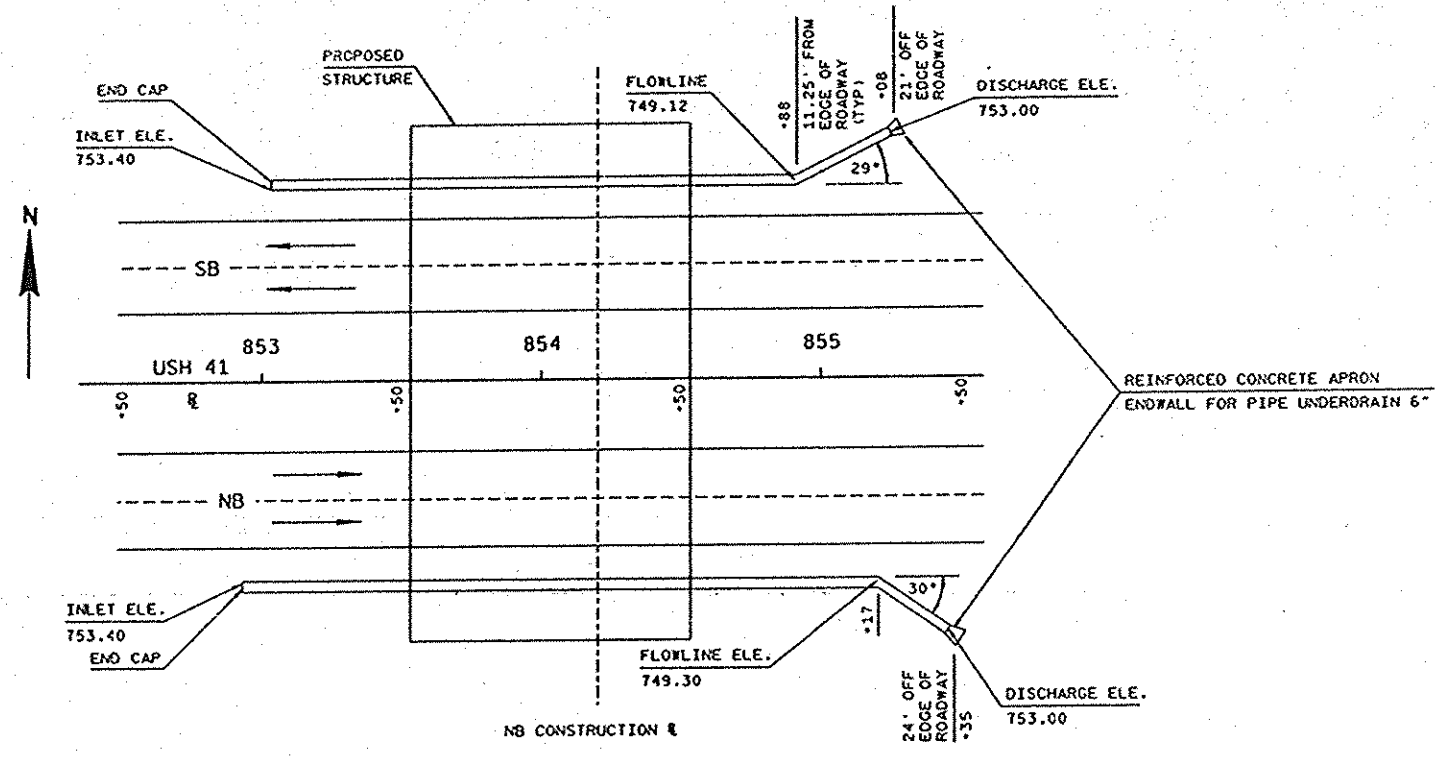 PROPOSED
STRUCTURE
END CAP
INLET ELE.
753.40
FLOWLINE
749.12
+88
11.25' FROM
EDGE OF
ROADWAY
(TYP)
+08
21' OFF
EDGE OF
ROADWAY
DISCHARGE ELE.
753.00
29°
N
SB
853
854
855
USH 41
+50
+50
+50
+50
REINFORCED CONCRETE APRON
ENDWALL FOR PIPE UNDERDRAIN 6"
NB
INLET ELE.
753.40
END CAP
30°
+17
FLOWLINE ELE.
749.30
24' OFF
EDGE OF
ROADWAY
+35
DISCHARGE ELE.
753.00
NB CONSTRUCTION